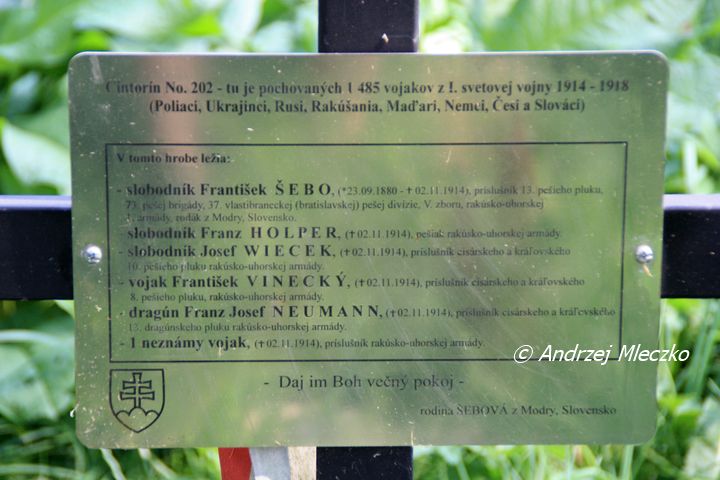 Cintorín No. 202 - tu je pochovaných 1 485 vojakov z I. svetovej vojny 1914 - 1918
(Poliaci, Ukrajinci, Rusi, Rakúšania, Maďari, Nemci, Česi a Slováci)
V tomto hrobe ležia:
- slobodník František ŠEBO, (*23.09.1880 - ✝ 02.11.1914), príslušník 13. pešieho pluku,
73. pešej brigády, 37. vlastibraneckej (bratislavskej) pešej divízie, V. zboru, rakúsko-uhorskej
armády, rodák z Modry, Slovensko.
- slobodník Franz HOLPER, (✝02.11.1914), pešiak rakúsko-uhorskej armády.
- slobodník Josef WIECEK, (✝02.11.1914), príslušník cisárskeho a kráľovského
10. pešieho pluku rakúsko-uhorskej armády.
- vojak František VINECKÝ, (✝02.11.1914), príslušník cisárskeho a kráľovského
8. pešieho pluku, rakúsko-uhorskej armády.
- dragún Franz Josef NEUMANN, (✝02.11.1914), príslušník cisárskeho a kráľovského
13. dragúnskeho pluku rakúsko-uhorskej armády.
- 1 neznámy vojak, (✝02.11.1914), príslušník rakúsko-uhorskej armády.
© Andrzej Mleczko
- Daj im Boh večný pokoj -
rodina ŠEBOVÁ z Modry, Slovensko